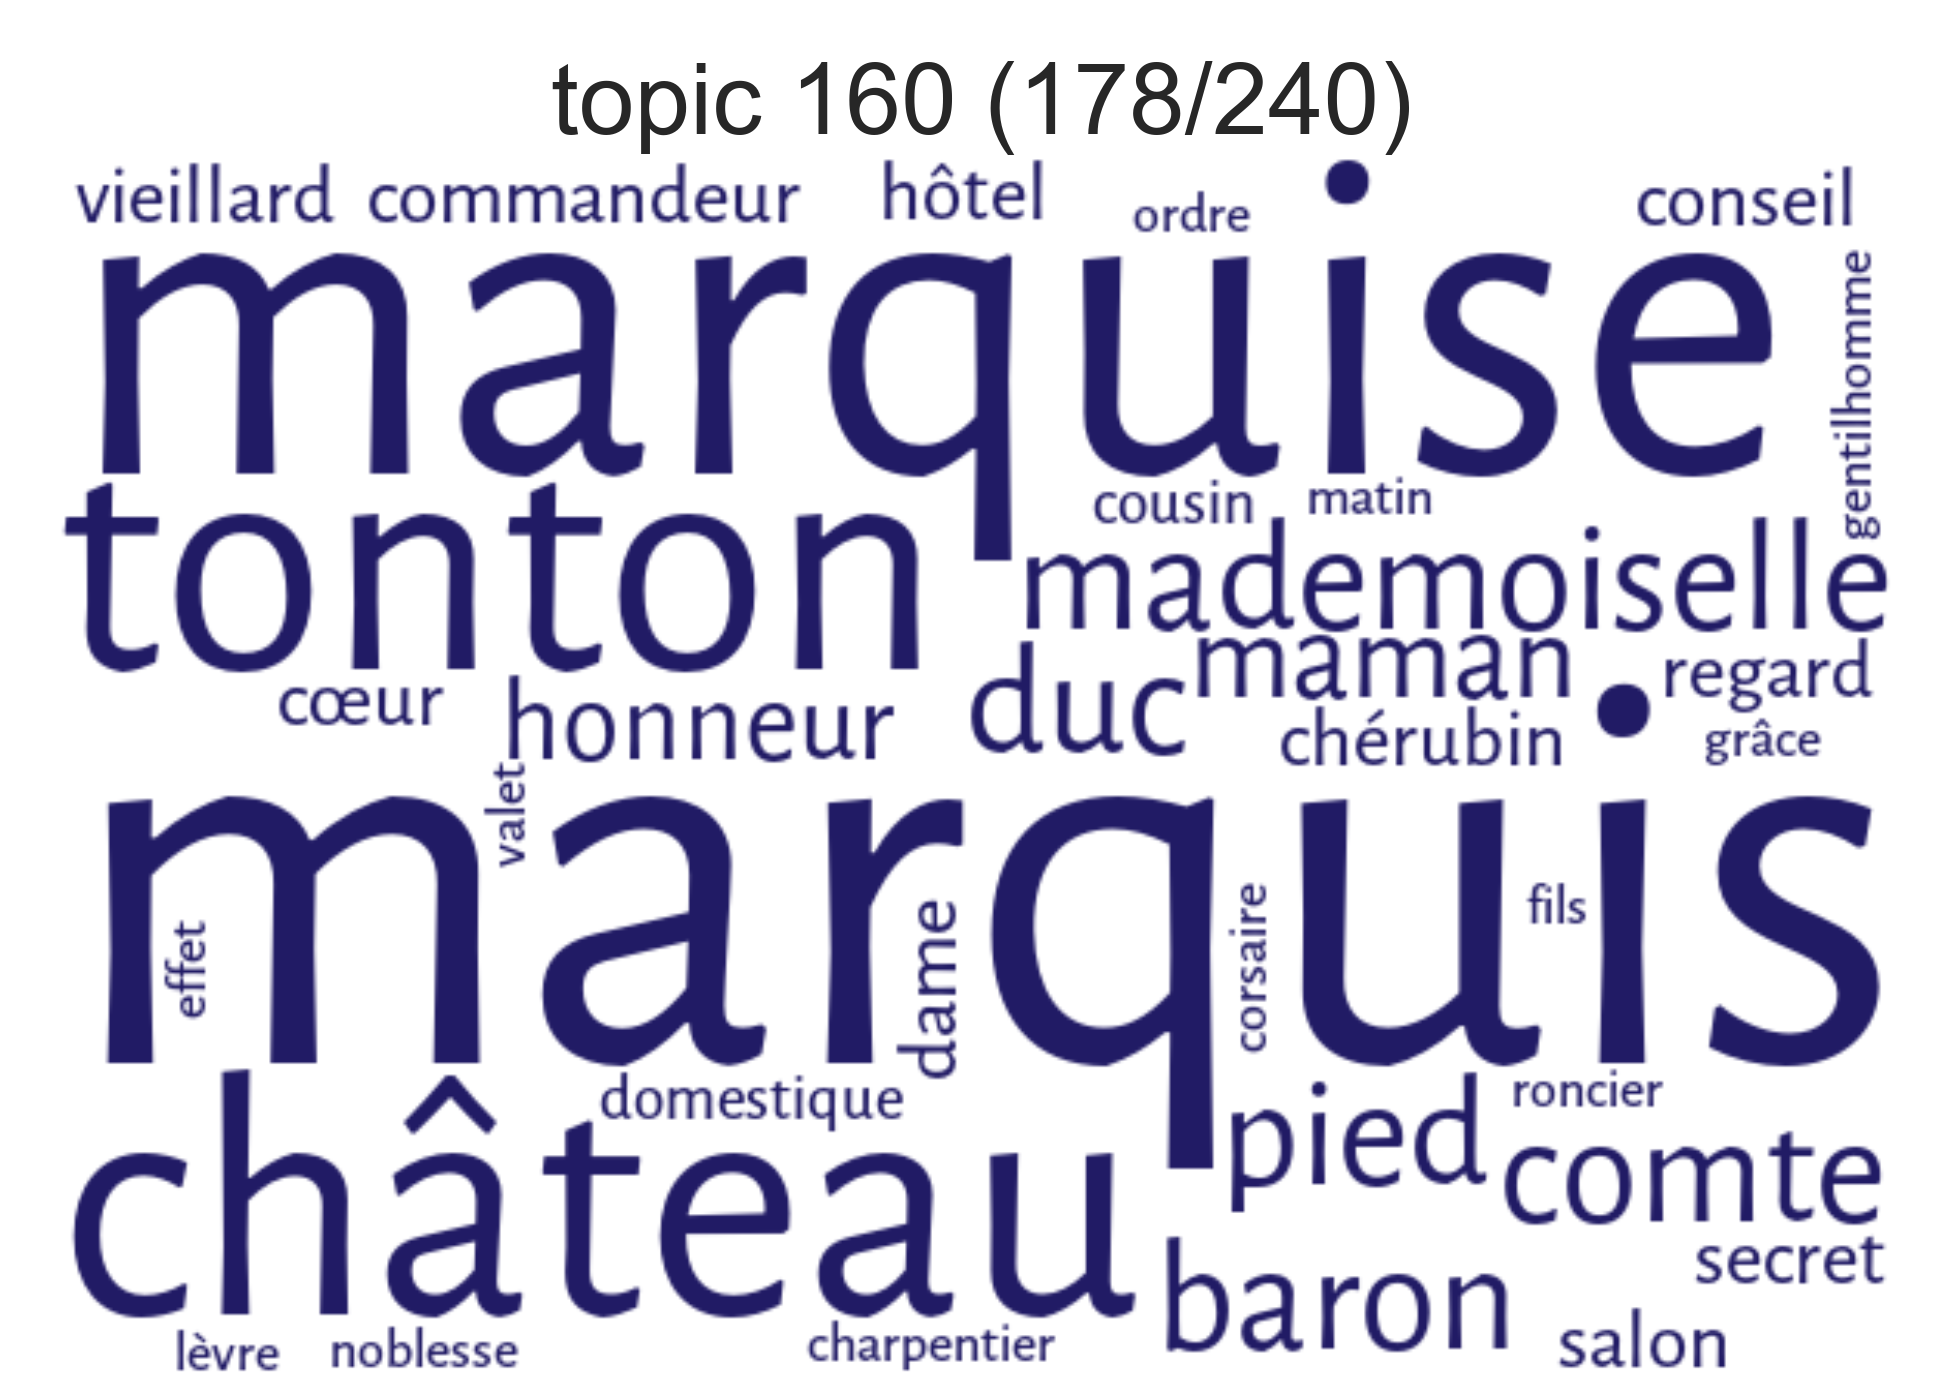 topic 160 (178/240)
vieillard commandeur hôtel ordre conseil
marquise
gentilhomme
tonton
cousin matin
mademoiselle
maman
duc
regard
cœur
honneur
chérubin
grâce
valet
marquis
effet
dame
corsaire
fils
château
domestique
pied
roncier
comte
secret
baron
salon
lèvre noblesse charpentier